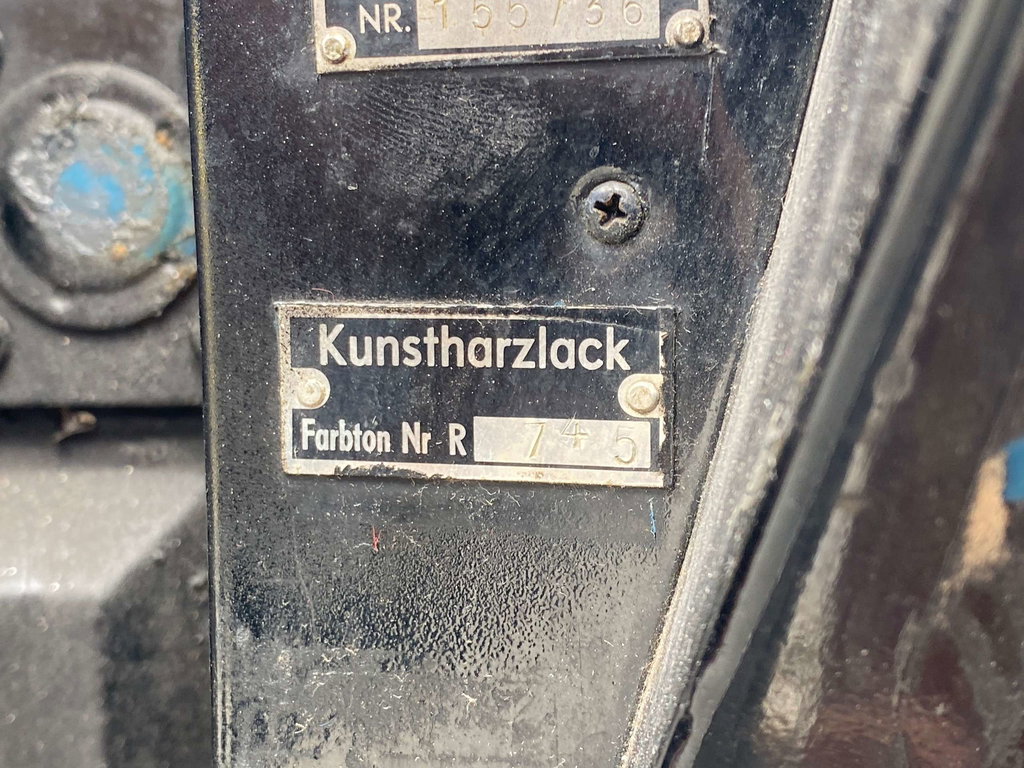 NR. 155736
Kunstharzlack
Farbton Nr R 745